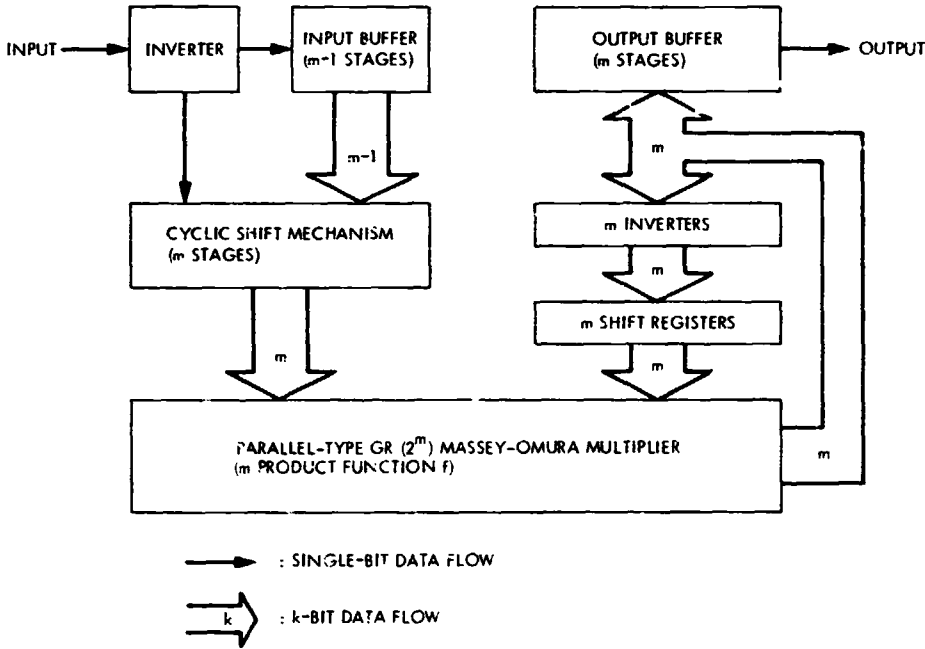 INPUT
INVERTER
INPUT BUFFER
(m-1 STAGES)
OUTPUT BUFFER
(m STAGES)
OUTPUT
m-1
m
CYCLIC SHIFT MECHANISM
(m STAGES)
m INVERTERS
m
m SHIFT REGISTERS
m
m
PARALLEL-TYPE GR (2^m) MASSEY-OMURA MULTIPLIER
(m PRODUCT FUNCTION f)
m
: SINGLE-BIT DATA FLOW
k
: k-BIT DATA FLOW